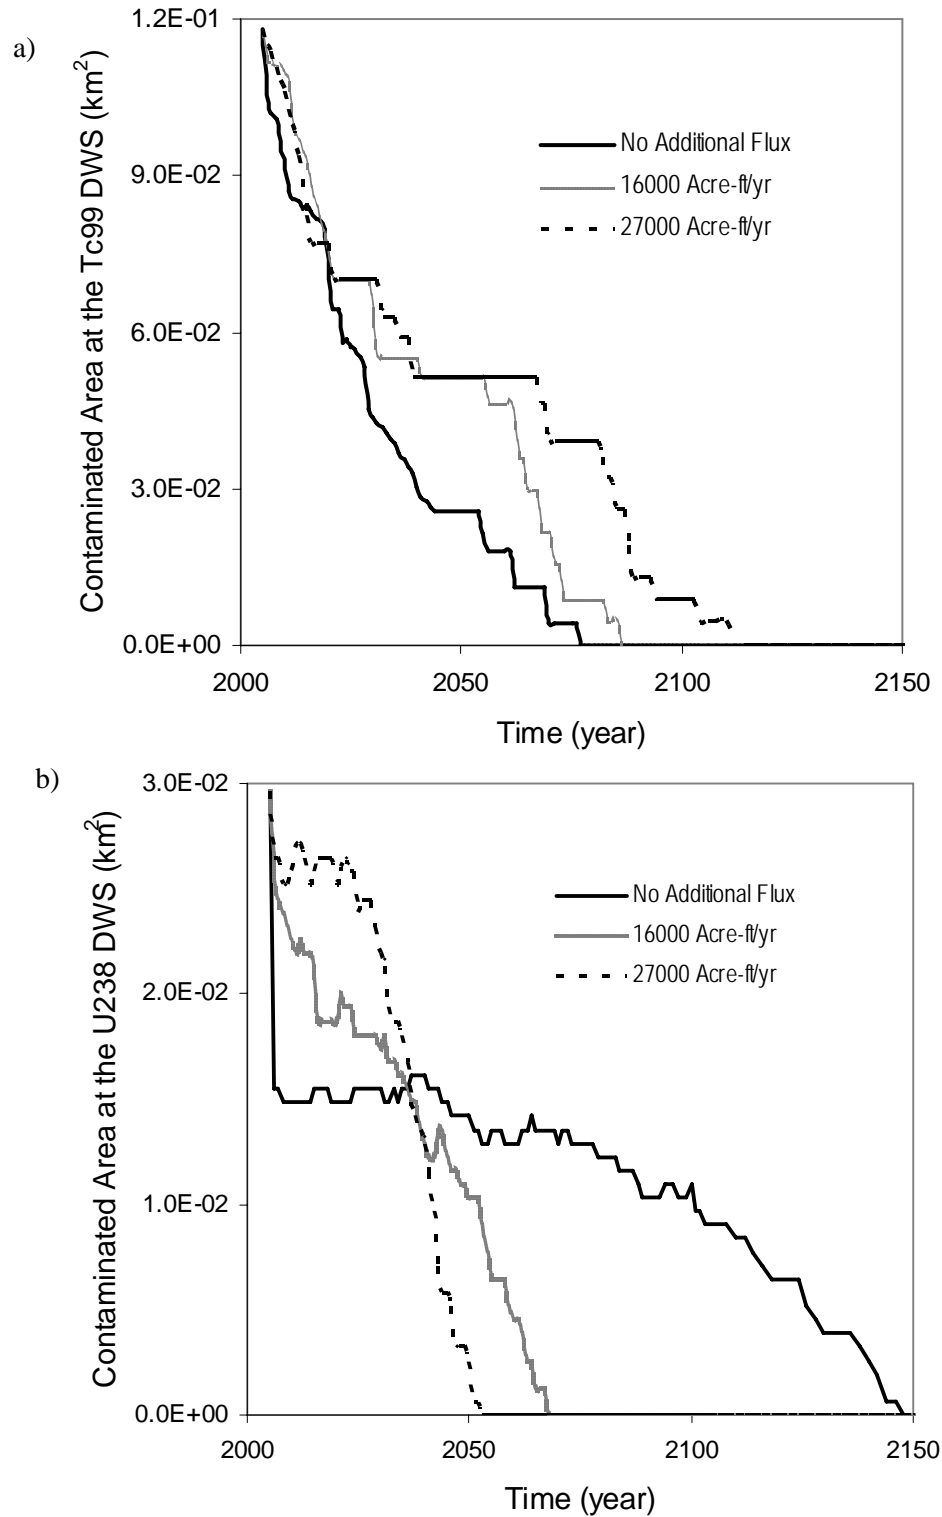 a)
Contaminated Area at the Tc99 DWS (km²)
1.2E-01
9.0E-02
6.0E-02
3.0E-02
0.0E+00
No Additional Flux
16000 Acre-ft/yr
27000 Acre-ft/yr
2000
2050
2100
2150
Time (year)
b)
Contaminated Area at the U238 DWS (km²)
3.0E-02
2.0E-02
1.0E-02
0.0E+00
No Additional Flux
16000 Acre-ft/yr
27000 Acre-ft/yr
2000
2050
2100
2150
Time (year)